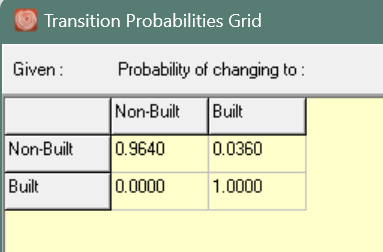 Transition Probabilities Grid
Given : Probability of changing to :
Non-Built Built
Non-Built 0.9640 0.0360
Built 0.0000 1.0000